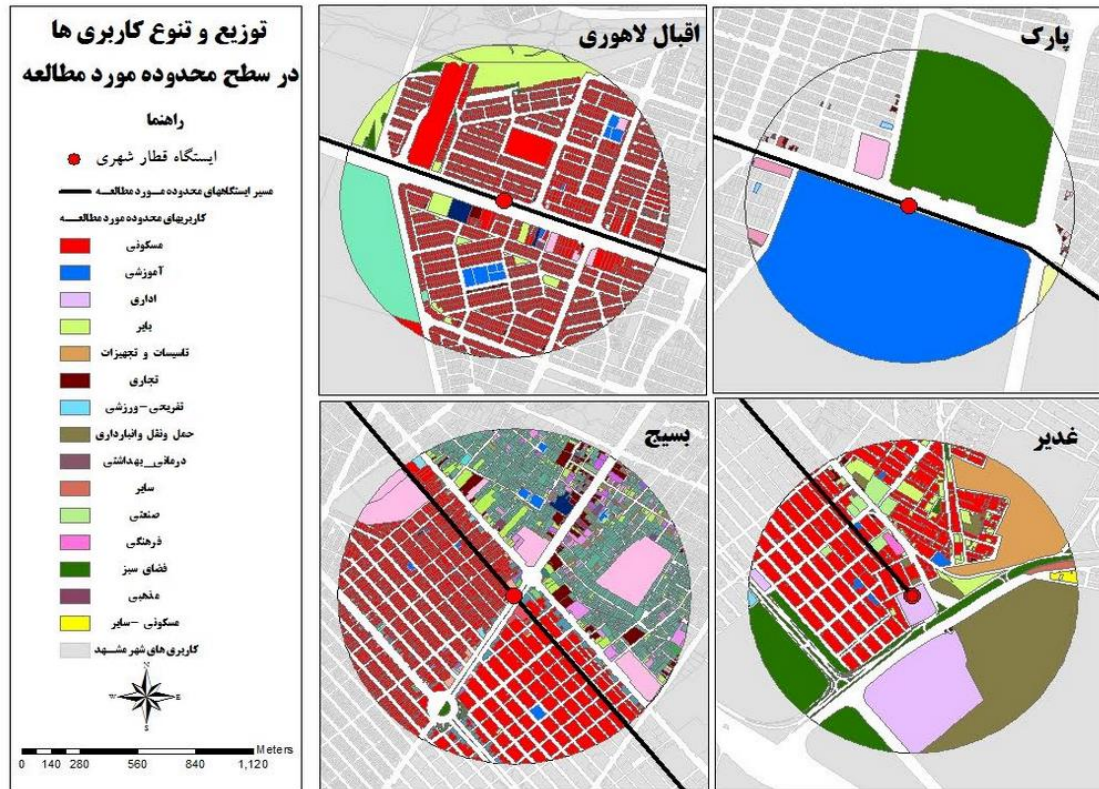 توزیع و تنوع کاربری ها
در سطح محدوده مورد مطالعه
راهنما
ایستگاه قطار شهری
مسیر ایستگاههای محدوده مورد مطالعه
کاربریهای محدوده مورد مطالعه
مسکونی
آموزشی
اداری
بایر
تاسیسات و تجهیزات
تجاری
تفریحی-ورزشی
حمل ونقل وانبارداری
درمانی_بهداشتی
سایر
صنعتی
فرهنگی
فضای سبز
مذهبی
مسکونی -سایر
کاربری های شهر مشهد
N
W E
S
Meters
0 140 280 560 840 1,120
اقبال لاهوری
پارک
بسیج
غدیر